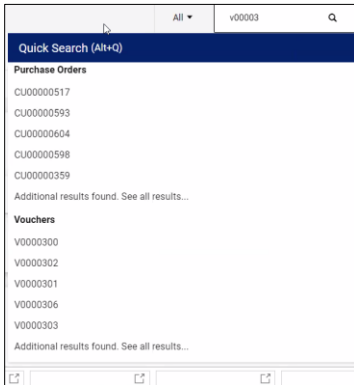 All v00003
Quick Search (Alt+Q)
Purchase Orders
CU00000517
CU00000593
CU00000604
CU00000598
CU00000359
Additional results found. See all results...
Vouchers
V0000300
V0000302
V0000301
V0000306
V0000303
Additional results found. See all results...